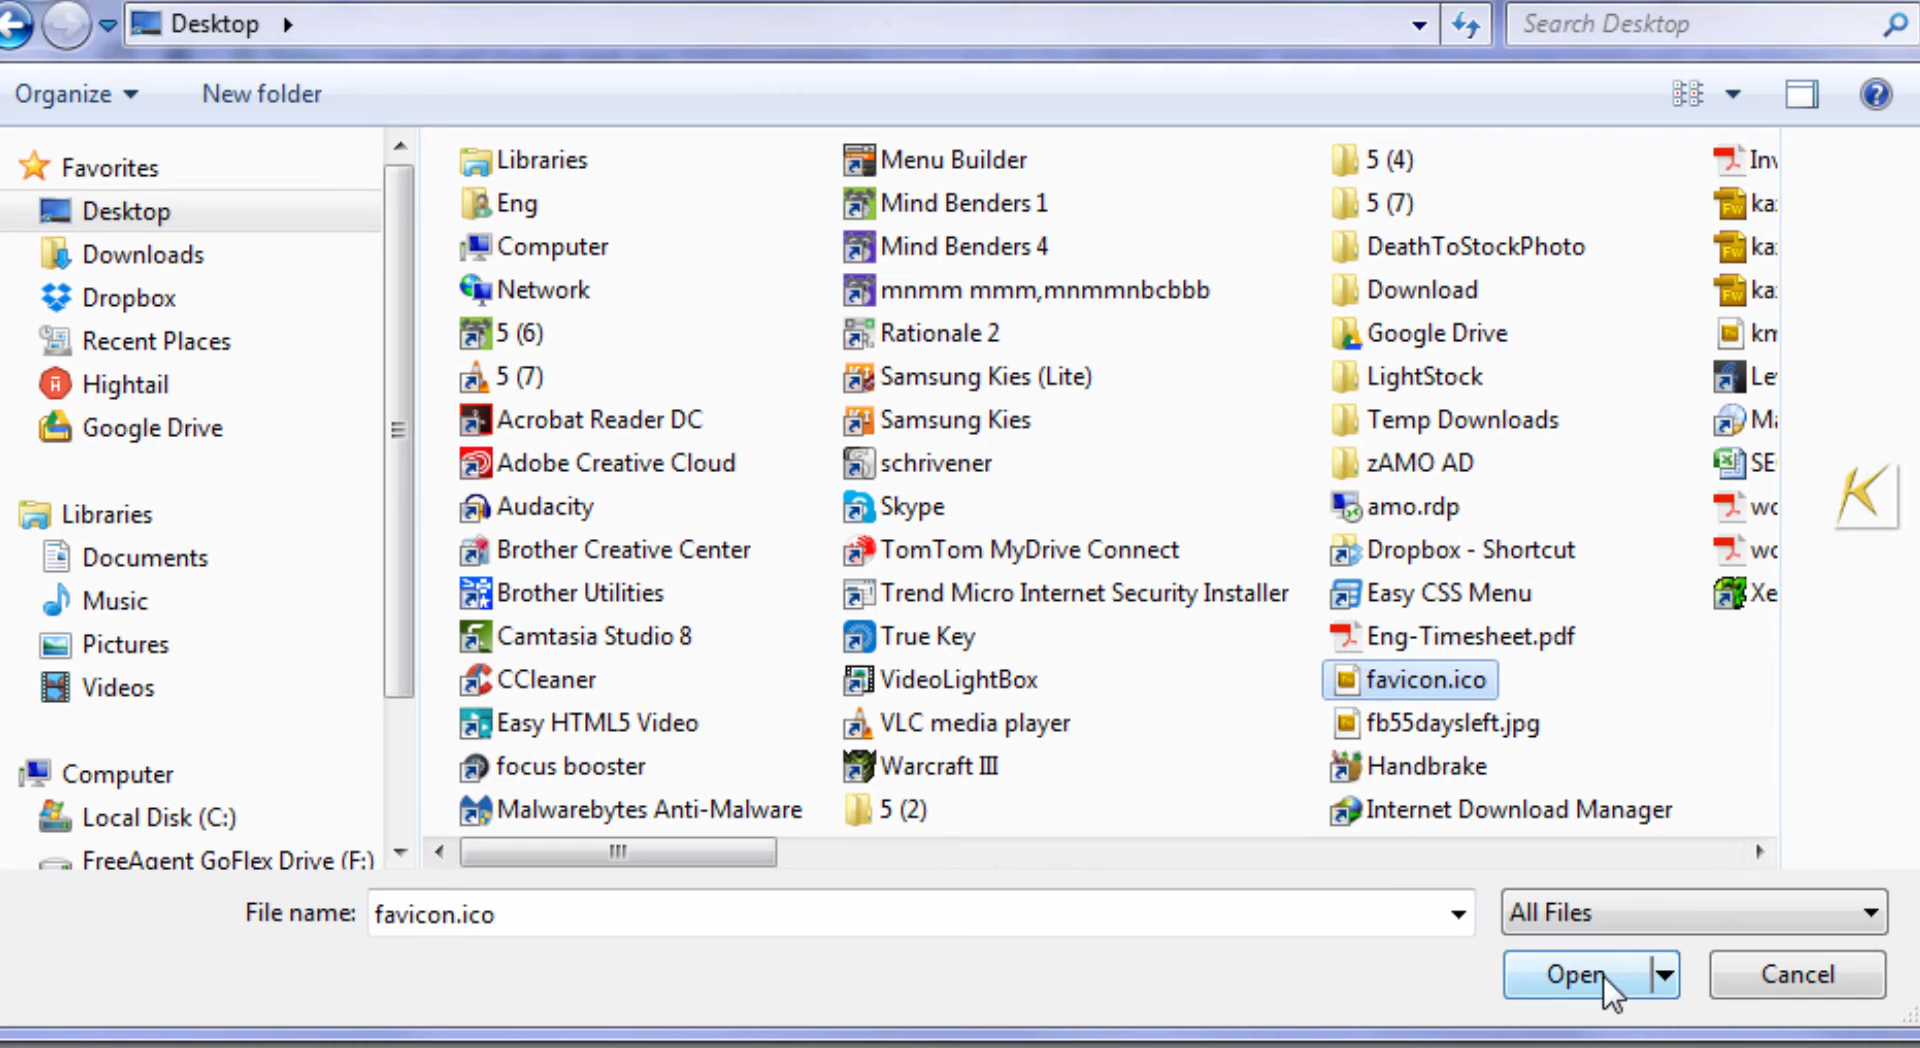 Desktop
Search Desktop
Organize
New folder
Favorites
Desktop
Downloads
Dropbox
Recent Places
Hightail
Google Drive
Libraries
Documents
Music
Pictures
Videos
Computer
Local Disk (C:)
FreeAgent GoFlex Drive (F:)
Libraries
Eng
Computer
Network
5 (6)
5 (7)
Acrobat Reader DC
Adobe Creative Cloud
Audacity
Brother Creative Center
Brother Utilities
Camtasia Studio 8
CCleaner
Easy HTML5 Video
focus booster
Malwarebytes Anti-Malware
Menu Builder
Mind Benders 1
Mind Benders 4
mnmm mmm,mnmmnbcbbb
Rationale 2
Samsung Kies (Lite)
Samsung Kies
schrivener
Skype
TomTom MyDrive Connect
Trend Micro Internet Security Installer
True Key
VideoLightBox
VLC media player
Warcraft III
5 (2)
5 (4)
5 (7)
DeathToStockPhoto
Download
Google Drive
LightStock
Temp Downloads
zAMO AD
amo.rdp
Dropbox - Shortcut
Easy CSS Menu
Eng-Timesheet.pdf
favicon.ico
fb55daysleft.jpg
Handbrake
Internet Download Manager
K
File name: favicon.ico
All Files
Open
Cancel